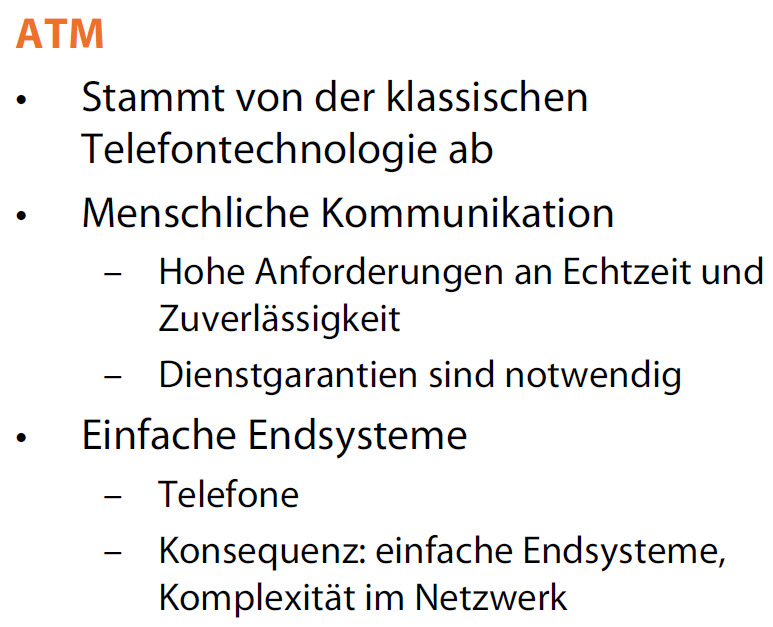 ATM
• Stammt von der klassischen
Telefontechnologie ab
• Menschliche Kommunikation
– Hohe Anforderungen an Echtzeit und
Zuverlässigkeit
– Dienstgarantien sind notwendig
• Einfache Endsysteme
– Telefone
– Konsequenz: einfache Endsysteme,
Komplexität im Netzwerk